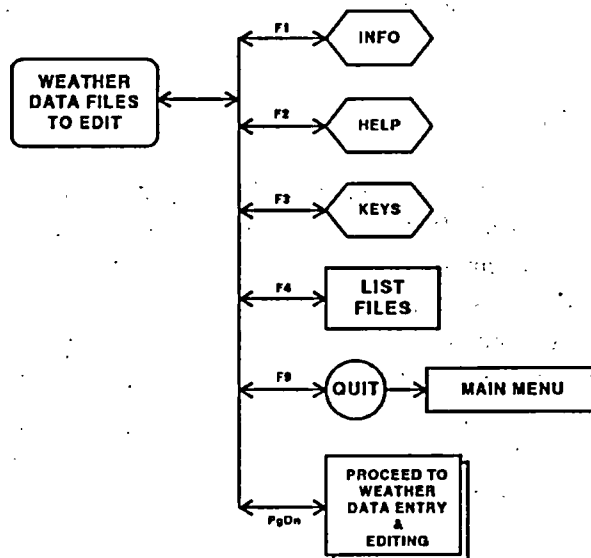 F1
INFO
WEATHER
DATA FILES
TO EDIT
F2
HELP
F3
KEYS
F4
LIST
FILES
F9
QUIT
MAIN MENU
PgDn
PROCEED TO
WEATHER
DATA ENTRY
&
EDITING